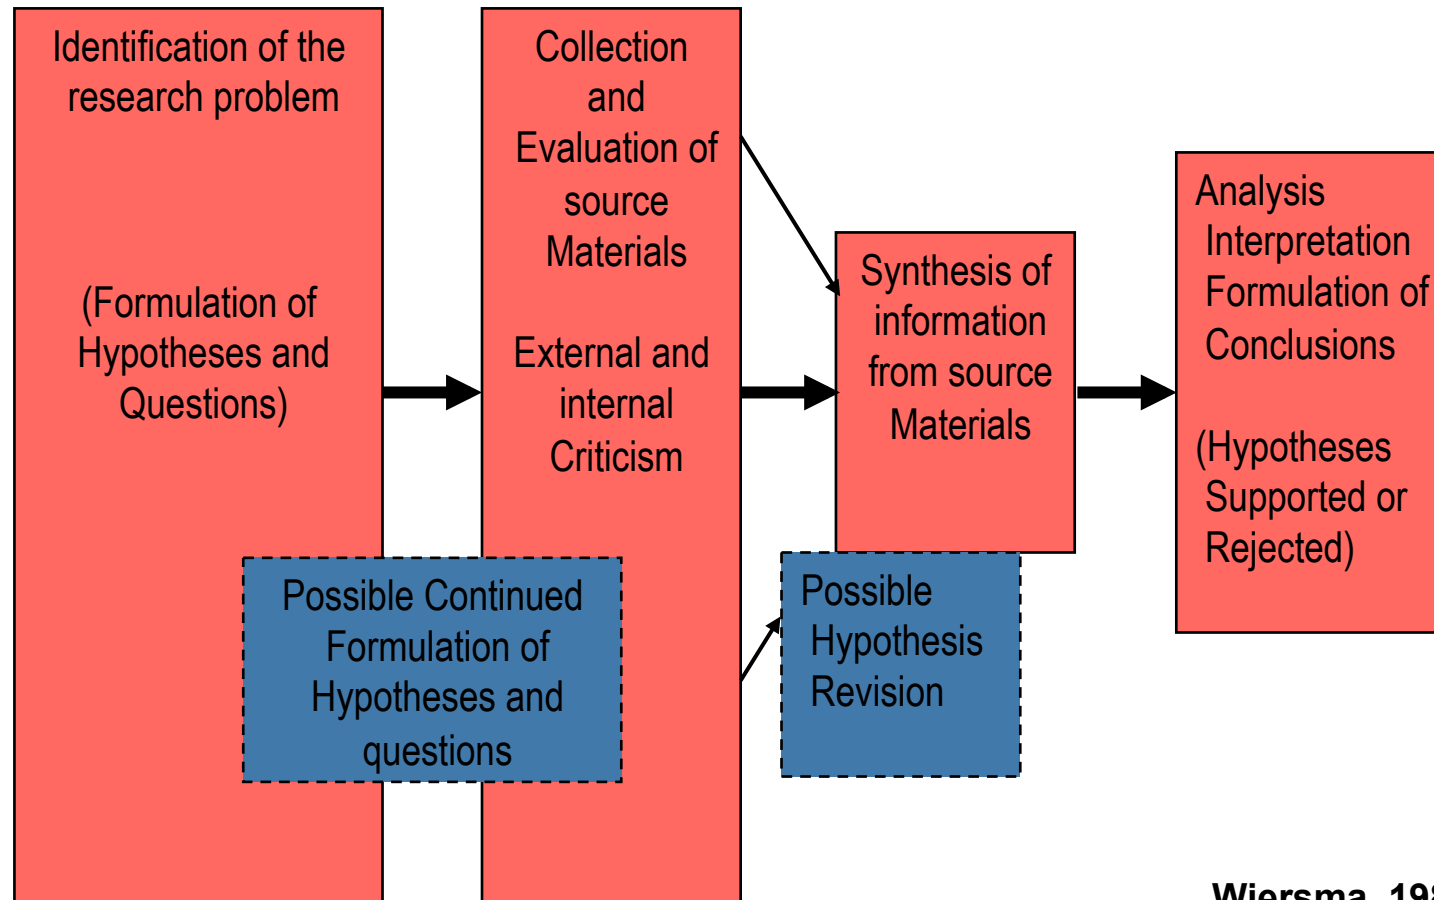 Identification of the
research problem
(Formulation of
Hypotheses and
Questions)
Collection
and
Evaluation of
source
Materials
External and
internal
Criticism
Possible Continued
Formulation of
Hypotheses and
questions
Synthesis of
information
from source
Materials
Possible
Hypothesis
Revision
Analysis
Interpretation
Formulation of
Conclusions
(Hypotheses
Supported or
Rejected)
Wiersma